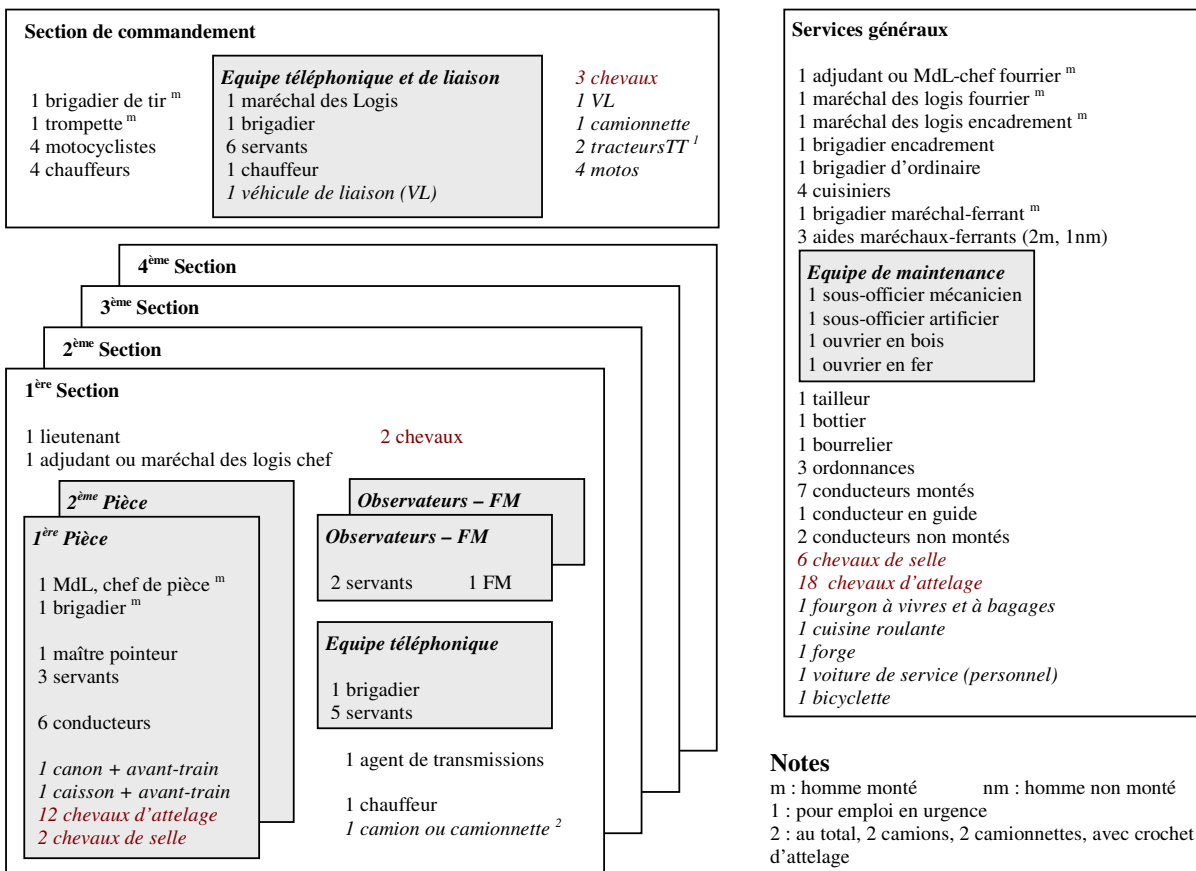 Section de commandement
1 brigadier de tir m
1 trompette m
4 motocyclistes
4 chauffeurs
Equipe téléphonique et de liaison
1 maréchal des Logis
1 brigadier
6 servants
1 chauffeur
1 véhicule de liaison (VL)
3 chevaux
1 VL
1 camionnette
2 tracteursTT 1
4 motos
4ème Section
3ème Section
2ème Section
1ère Section
1 lieutenant
1 adjudant ou maréchal des logis chef
2 chevaux
2ème Pièce
1ère Pièce
1 MdL, chef de pièce m
1 brigadier m
1 maître pointeur
3 servants
6 conducteurs
1 canon + avant-train
1 caisson + avant-train
12 chevaux d'attelage
2 chevaux de selle
Observateurs – FM
Observateurs – FM
2 servants 1 FM
Equipe téléphonique
1 brigadier
5 servants
1 agent de transmissions
1 chauffeur
1 camion ou camionnette 2
Services généraux
1 adjudant ou MdL-chef fourrier m
1 maréchal des logis fourrier m
1 maréchal des logis encadrement m
1 brigadier encadrement
1 brigadier d'ordinaire
4 cuisiniers
1 brigadier maréchal-ferrant m
3 aides maréchaux-ferrants (2m, 1nm)
Equipe de maintenance
1 sous-officier mécanicien
1 sous-officier artificier
1 ouvrier en bois
1 ouvrier en fer
1 tailleur
1 bottier
1 bourrelier
3 ordonnances
7 conducteurs montés
1 conducteur en guide
2 conducteurs non montés
6 chevaux de selle
18 chevaux d'attelage
1 fourgon à vivres et à bagages
1 cuisine roulante
1 forge
1 voiture de service (personnel)
1 bicyclette
Notes
m : homme monté nm : homme non monté
1 : pour emploi en urgence
2 : au total, 2 camions, 2 camionnettes, avec crochet
d'attelage